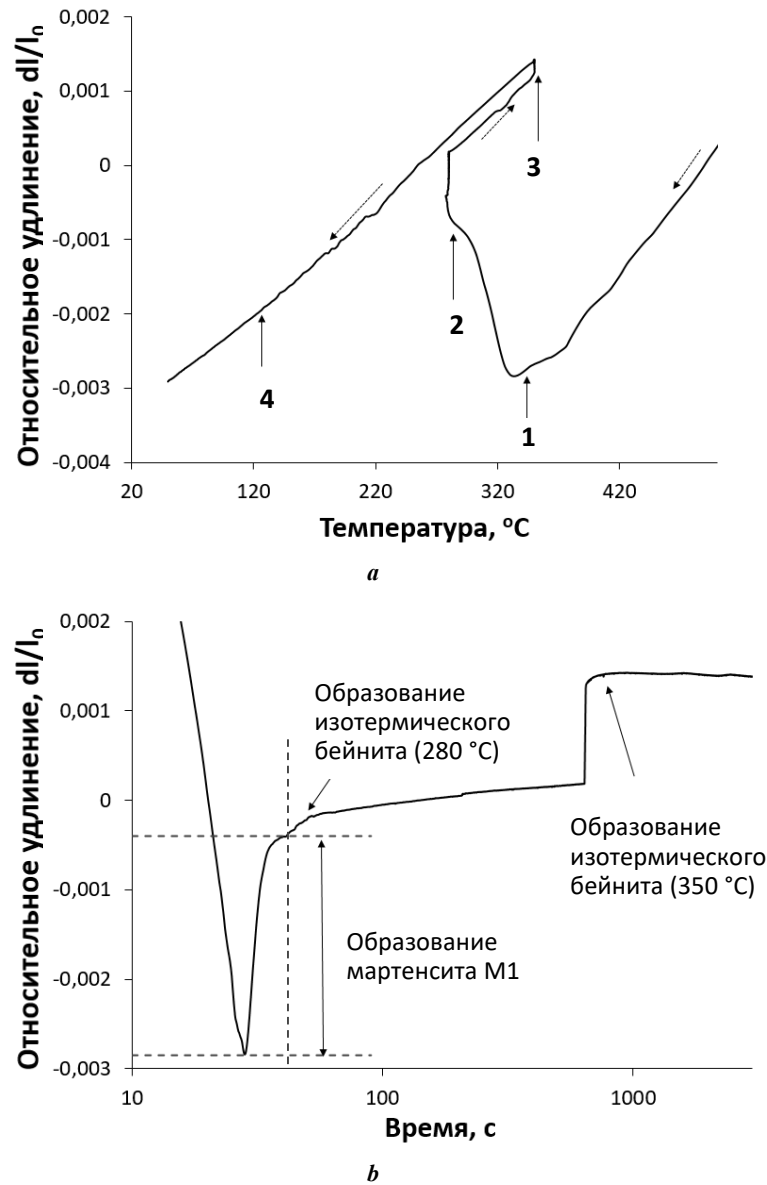 Относительное удлинение, dl/l₀
0,002
0,001
0
-0,001
-0,002
-0,003
-0,004
3
2
4
1
20
120
220
320
420
Температура, °C
a
Относительное удлинение, dl/l₀
0,002
0,001
0
-0,001
-0,002
-0,003
Образование
изотермического
бейнита (280 °C)
Образование
изотермического
бейнита (350 °C)
Образование
мартенсита M1
10
100
1000
Время, с
b